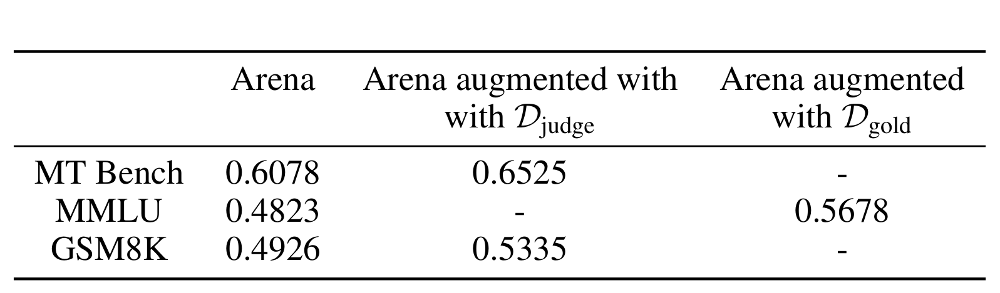 Arena Arena augmented with Arena augmented
with 𝒟judge with 𝒟gold
MT Bench 0.6078 0.6525 -
MMLU 0.4823 - 0.5678
GSM8K 0.4926 0.5335 -